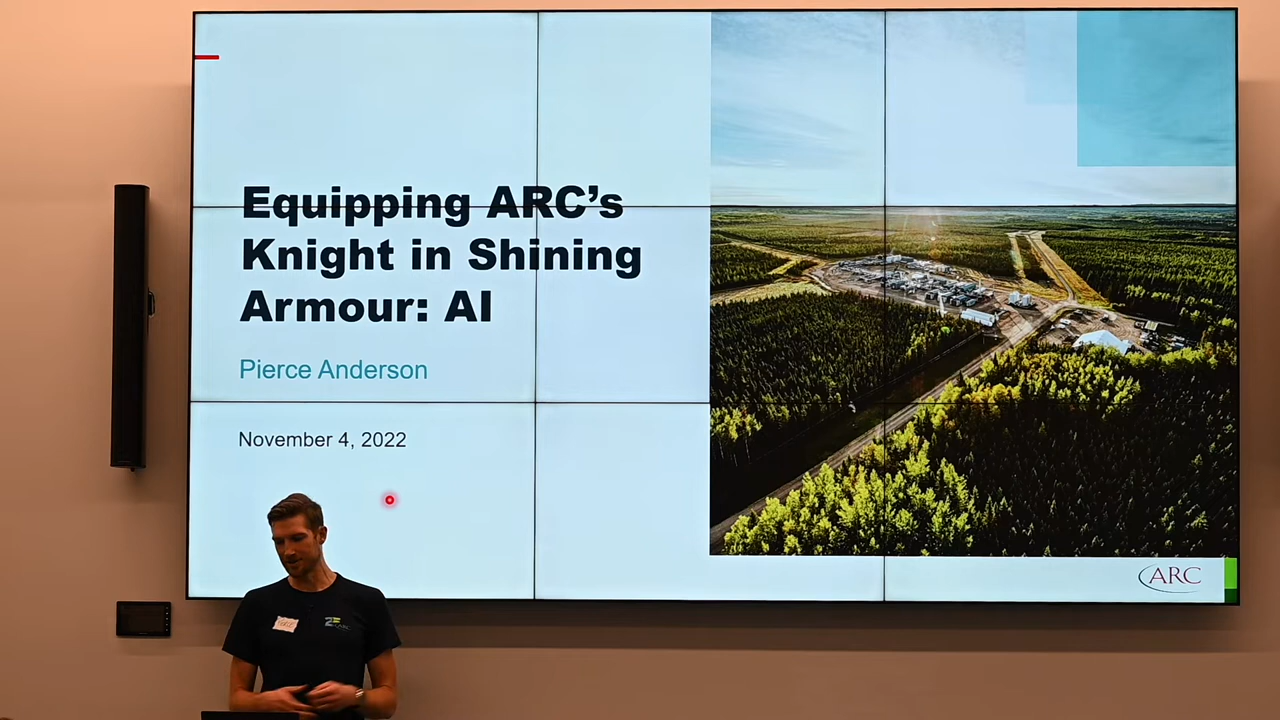 Equipping ARC’s
Knight in Shining
Armour: AI
Pierce Anderson
November 4, 2022
ARC